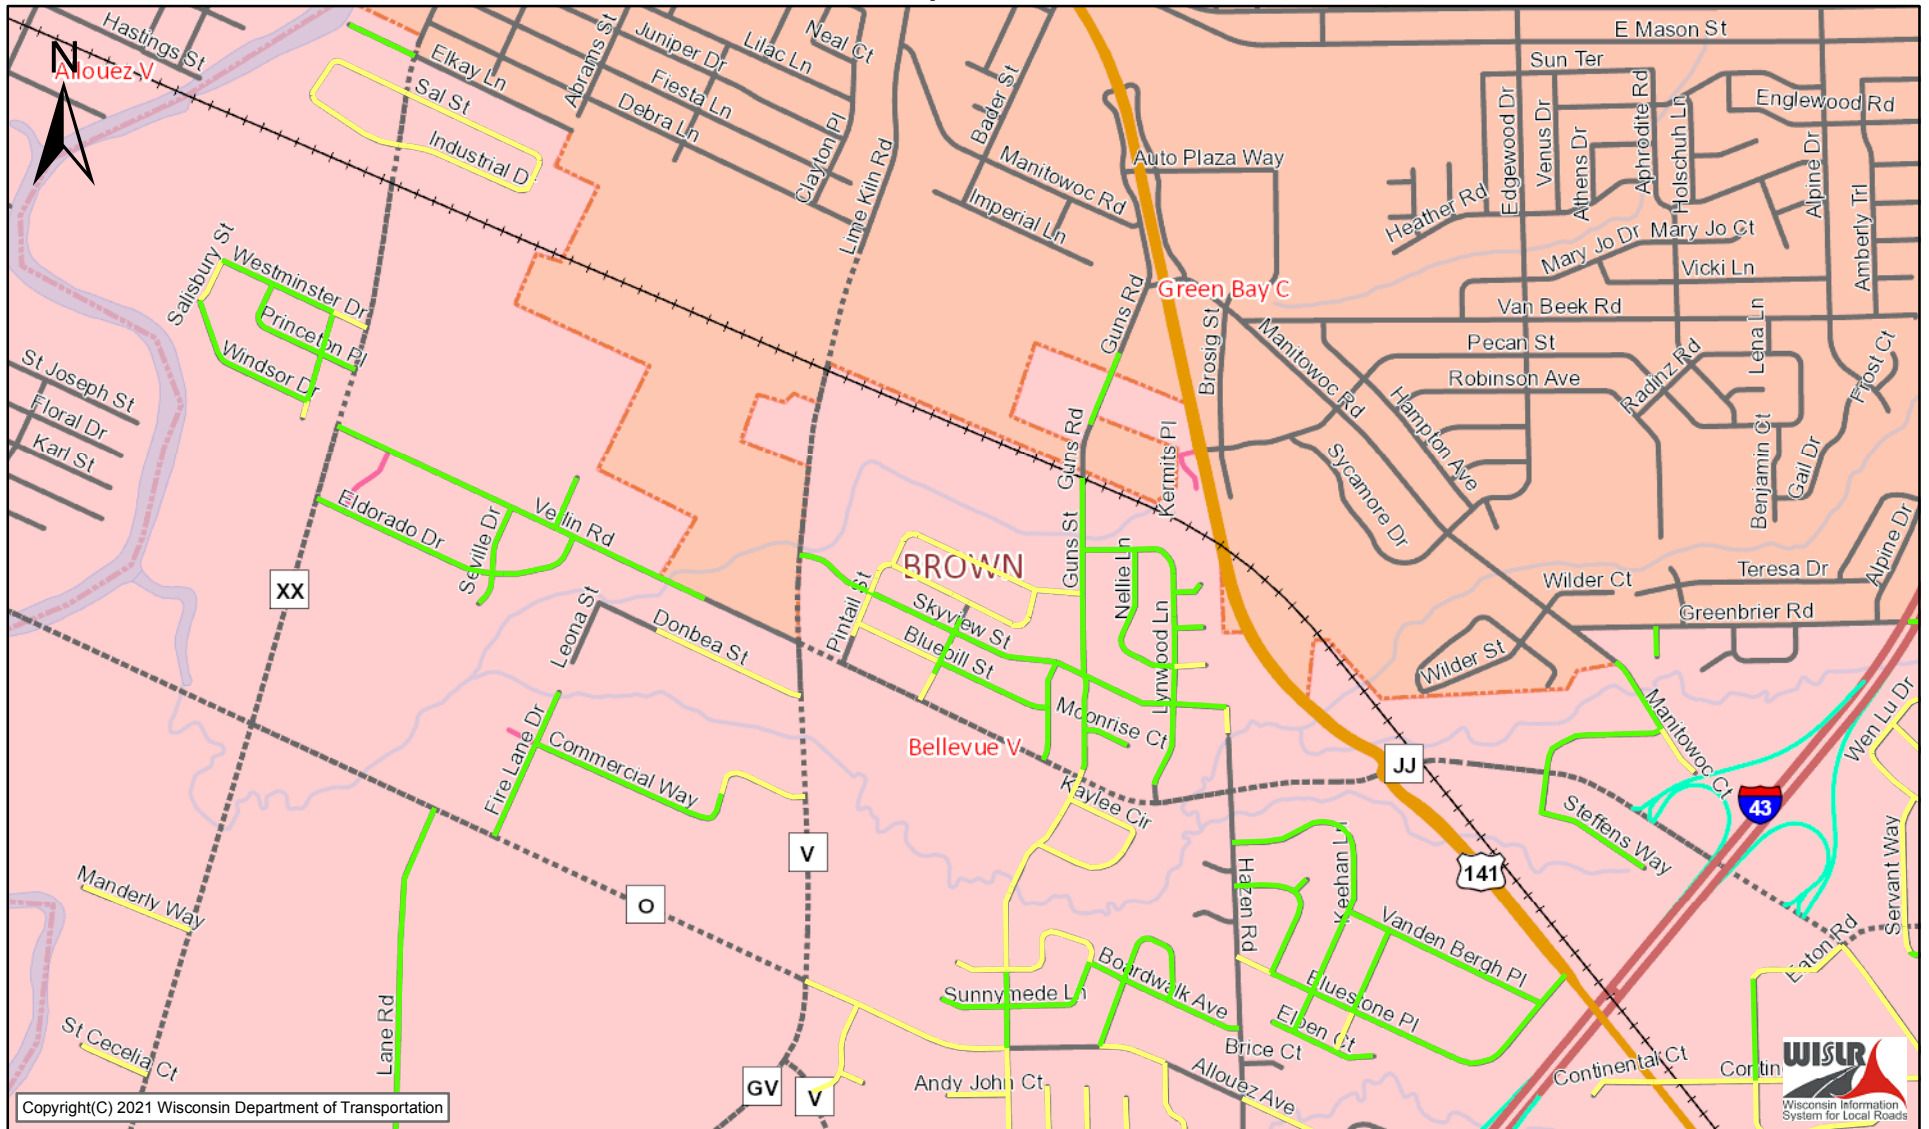 Hastings St
N
Allouez V
Elkay Ln
Abrams St
Juniper Dr
Lilac Ln
Neal Ct
E Mason St
Sun Ter
Sal St
Fiesta Ln
Debra Ln
Bader St
Englewood Rd
Industrial D
Clayton Pl
Lime Kiln Rd
Manitowoc Rd
Imperial Ln
Auto Plaza Way
Heather Rd
Edgewood Dr
Venus Dr
Athens Dr
Aphrodite Rd
Holschuh Ln
Alpine Dr
Amberly Trl
Mary Jo Dr
Mary Jo Ct
Vicki Ln
Salisbury St
Westminster Dr
Princeton Pl
Windsor Dr
Guns Rd
Green Bay C
Van Beek Rd
Brosig St
Manitowoc Rd
Pecan St
Robinson Ave
Radinz Rd
Lena Ln
Frost Ct
St Joseph St
Floral Dr
Karl St
Guns Rd
Kermits Pl
Hampton Ave
Sycamore Dr
Benjamin Ct
Gail Dr
Eldorado Dr
Seville Dr
Verlin Rd
BROWN
Guns St
Nellie Ln
Alpine Dr
XX
Leona St
Donbea St
Pintail St
Skyview St
Bluebill St
Lynwood Ln
Wilder Ct
Teresa Dr
Greenbrier Rd
Wilder St
Moonrise Ct
Bellevue V
Fire Lane Dr
Commercial Way
Kaylee Cir
JJ
Manitowoc Ct
Wen Lu Dr
43
Steffens Way
V
141
Manderly Way
O
Hazen Rd
Keehan Ln
Vanden Bergh Pl
Servant Way
Eaton Rd
Sunnymede Ln
Boardwalk Ave
Bluestone Pl
Elben Ct
St Cecelia Ct
Lane Rd
Brice Ct
GV
V
Andy John Ct
Allouez Ave
Continental Ct
Contin
WISLR
Wisconsin Information
System for Local Roads
Copyright(C) 2021 Wisconsin Department of Transportation